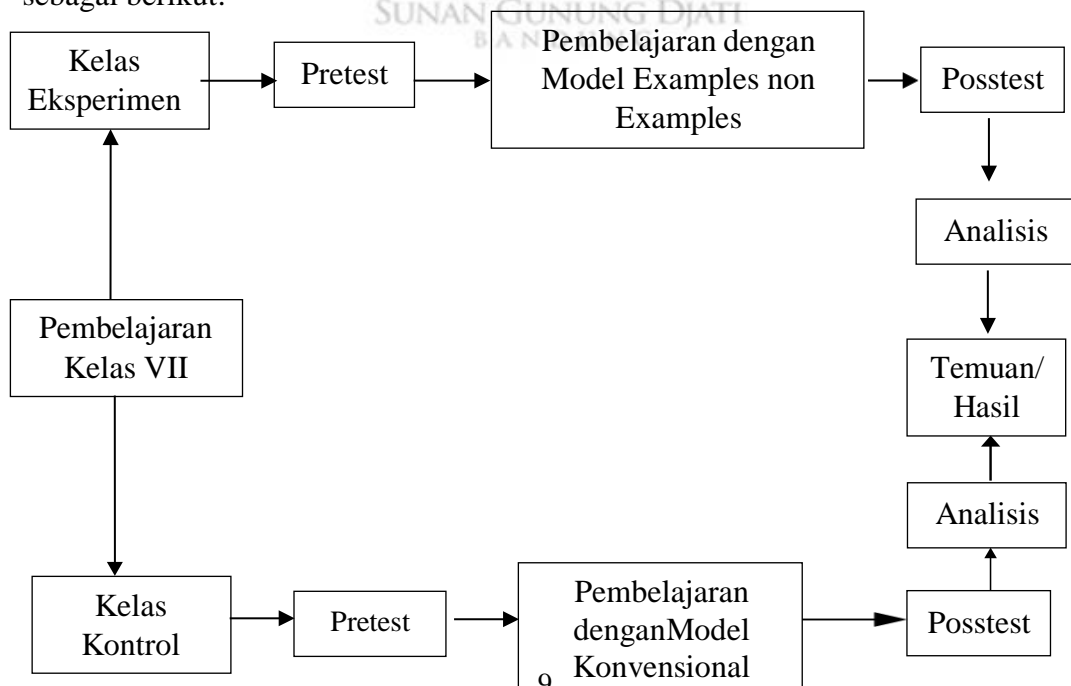 sebagai berikut:
SUNAN GUNUNG DJATI
BANDUNG
Kelas
Eksperimen
Pretest
Pembelajaran dengan
Model Examples non
Examples
Posstest
Analisis
Pembelajaran
Kelas VII
Temuan/
Hasil
Analisis
Kelas
Kontrol
Pretest
Pembelajaran
denganModel
Konvensional
Posstest
9